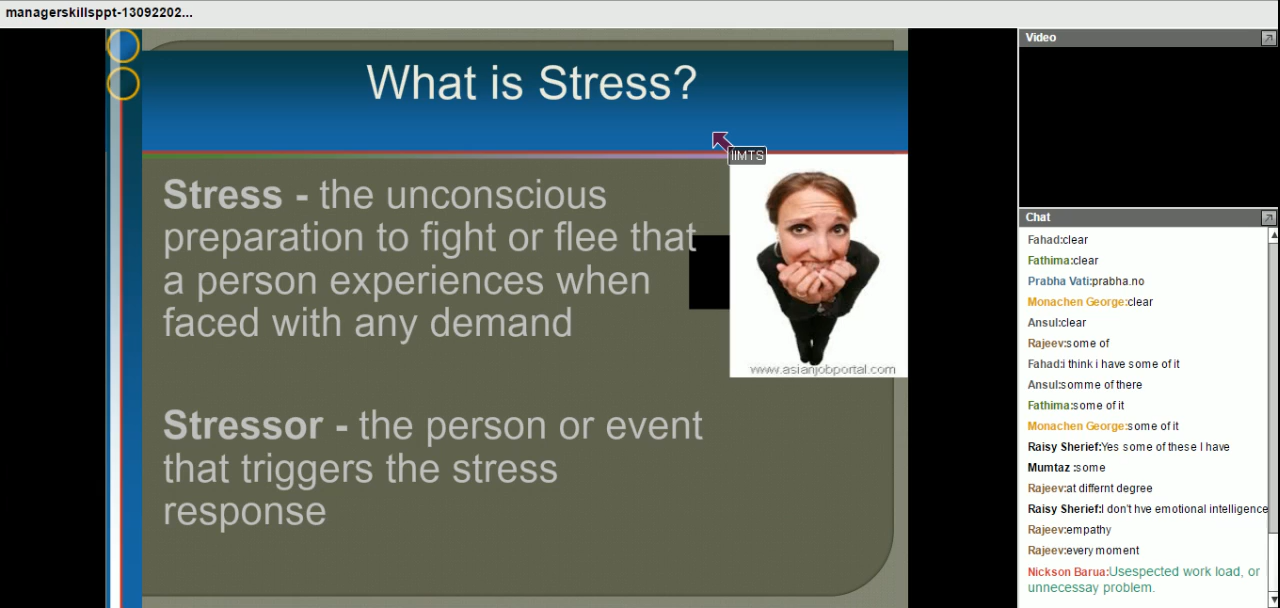 managerskillsppt-13092202...
What is Stress?
IIMTS
Stress - the unconscious
preparation to fight or flee that
a person experiences when
faced with any demand
www.asianjobportal.com
Stressor - the person or event
that triggers the stress
response
Video
Chat
Fahad:clear
Fathima:clear
Prabha Vati:prabha.no
Monachen George:clear
Ansul:clear
Rajeev:some of
Fahad:i think i have some of it
Ansul:somme of there
Fathima:some of it
Monachen George:some of it
Raisy Sherief:Yes some of these I have
Mumtaz :some
Rajeev:at differnt degree
Raisy Sherief:I don't hve emotional intelligence
Rajeev:empathy
Rajeev:every moment
Nickson Barua:Usespected work load, or
unnecessay problem.